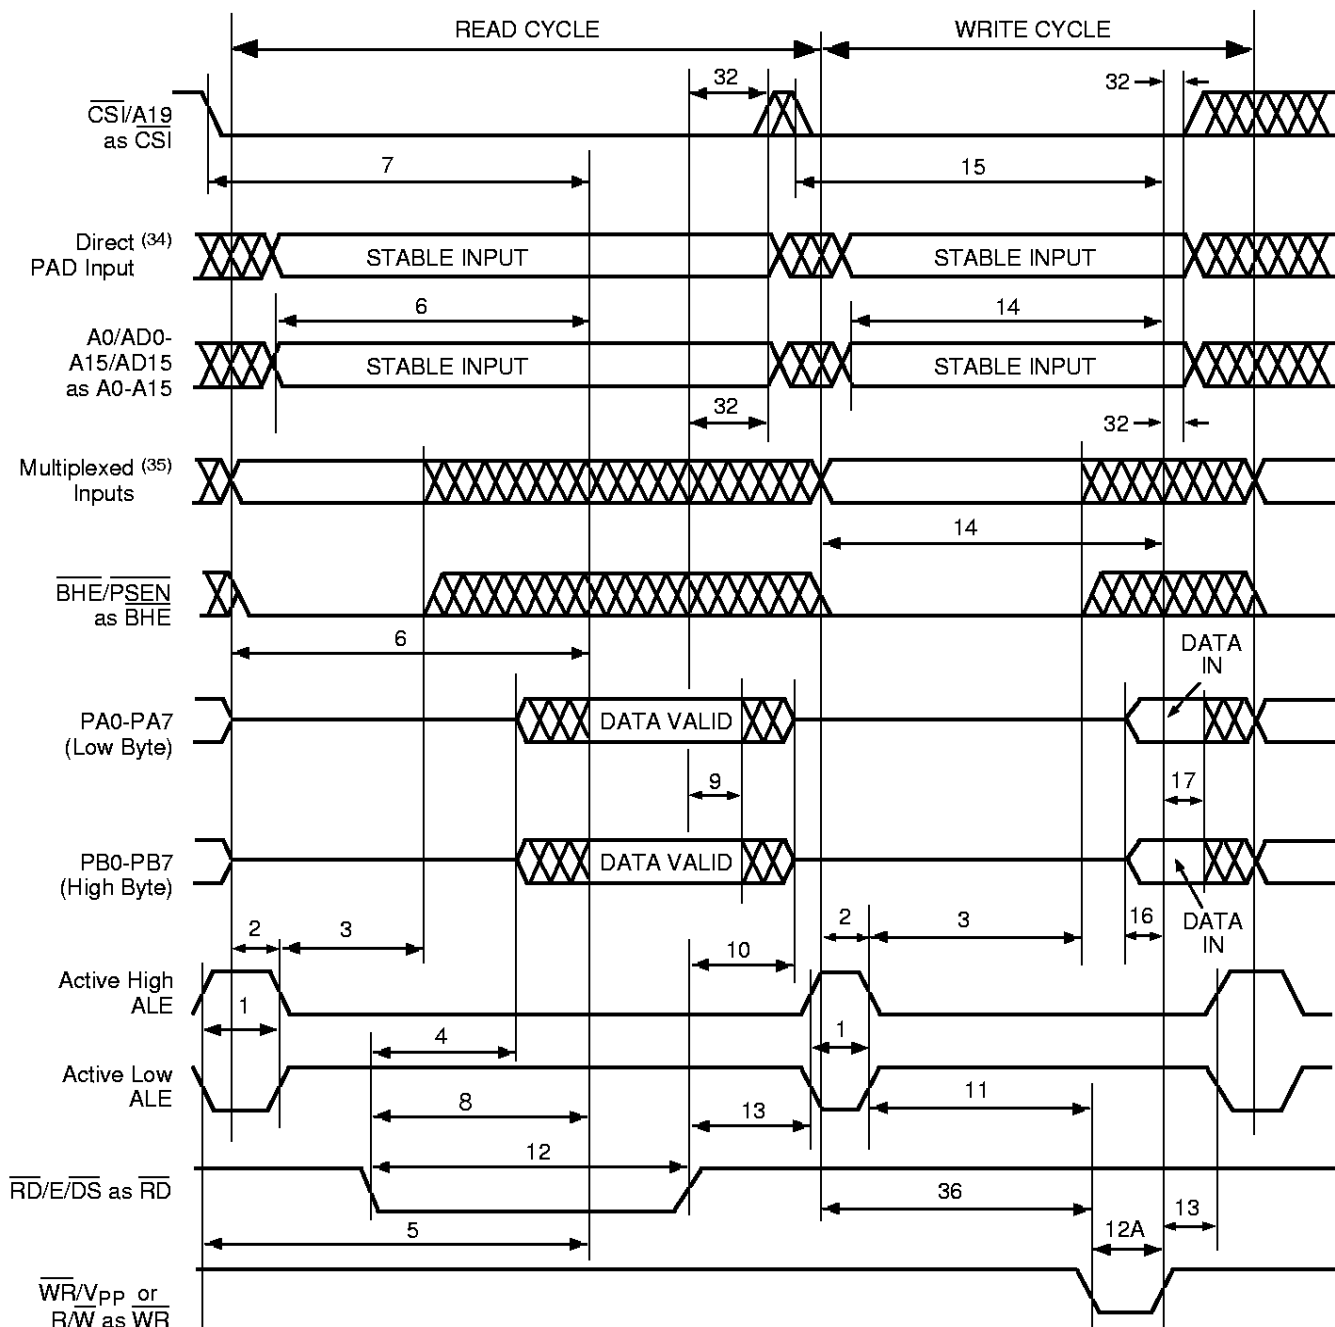 READ CYCLE
WRITE CYCLE
32
32
CSI/A19
as CSI
7
15
Direct (34)
PAD Input
STABLE INPUT
STABLE INPUT
6
14
A0/AD0-
A15/AD15
as A0-A15
STABLE INPUT
STABLE INPUT
32
32
Multiplexed (35)
Inputs
14
BHE/PSEN
as BHE
6
DATA
IN
PA0-PA7
(Low Byte)
DATA VALID
9
17
PB0-PB7
(High Byte)
DATA VALID
DATA
IN
2
3
10
2
3
16
Active High
ALE
1
4
1
Active Low
ALE
8
13
11
12
RD/E/DS as RD
36
13
5
12A
WR/VPP or
R/W as WR